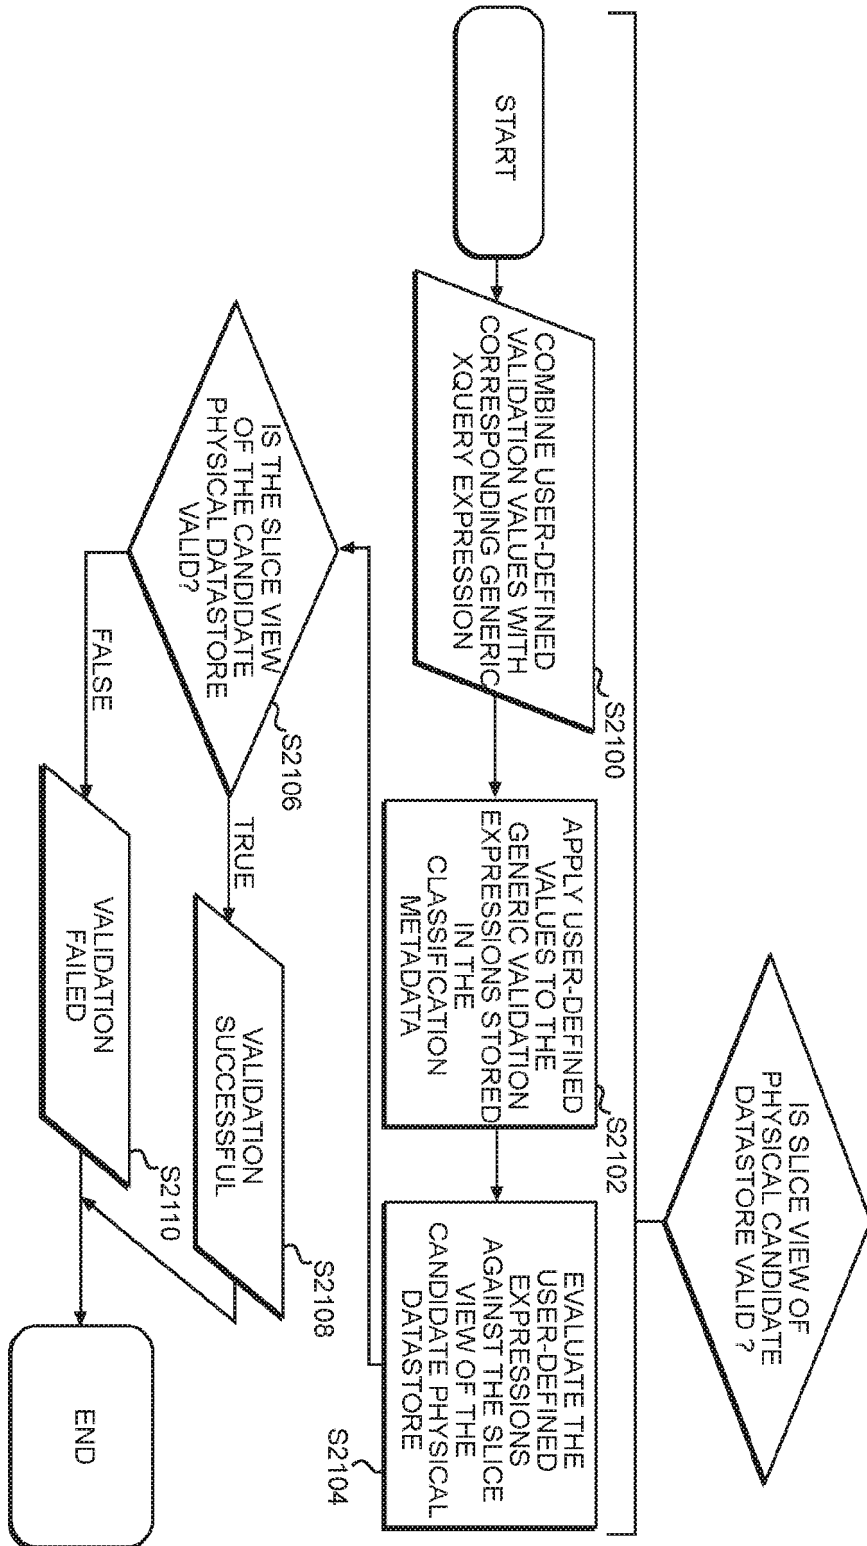 IS SLICE VIEW OF
PHYSICAL CANDIDATE
DATASTORE VALID ?
START
COMBINE USER-DEFINED
VALIDATION VALUES WITH
CORRESPONDING GENERIC
XQUERY EXPRESSION
S2100
APPLY USER-DEFINED
VALUES TO THE
GENERIC VALIDATION
EXPRESSIONS STORED
IN THE
CLASSIFICATION
METADATA
S2102
EVALUATE THE
USER-DEFINED
EXPRESSIONS
AGAINST THE SLICE
VIEW OF THE
CANDIDATE PHYSICAL
DATASTORE
S2104
IS THE SLICE VIEW
OF THE CANDIDATE
PHYSICAL DATASTORE
VALID?
S2106
TRUE
VALIDATION
SUCCESSFUL
S2108
FALSE
VALIDATION
FAILED
S2110
END